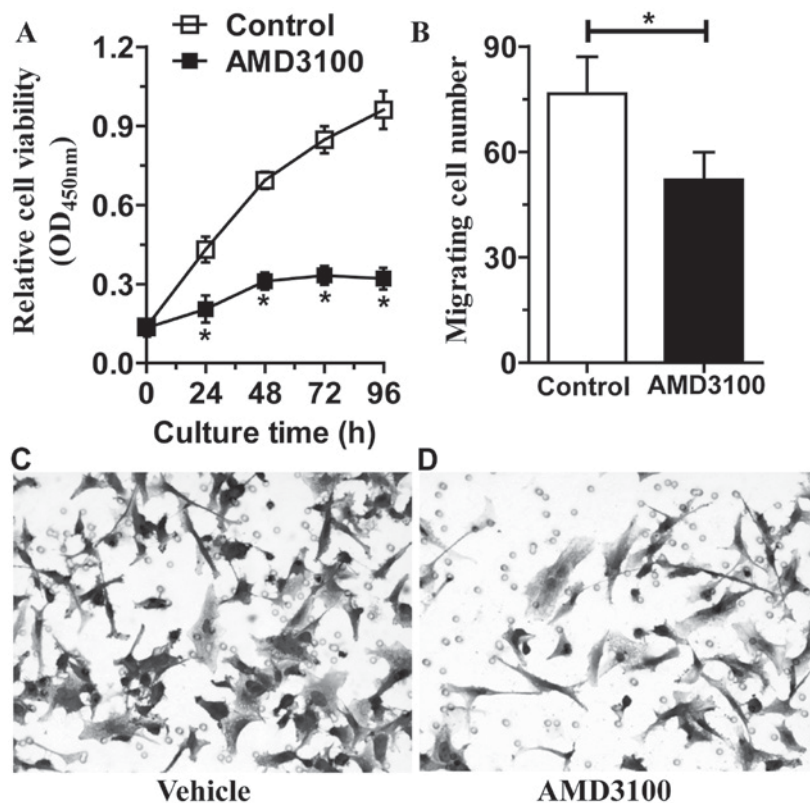 A
Control
AMD3100
Relative cell viability
(OD450nm)
1.2
0.9
0.6
0.3
0.0
*
*
*
*
0 24 48 72 96
Culture time (h)
B
*
Migrating cell number
90
60
30
0
Control AMD3100
C
D
Vehicle
AMD3100